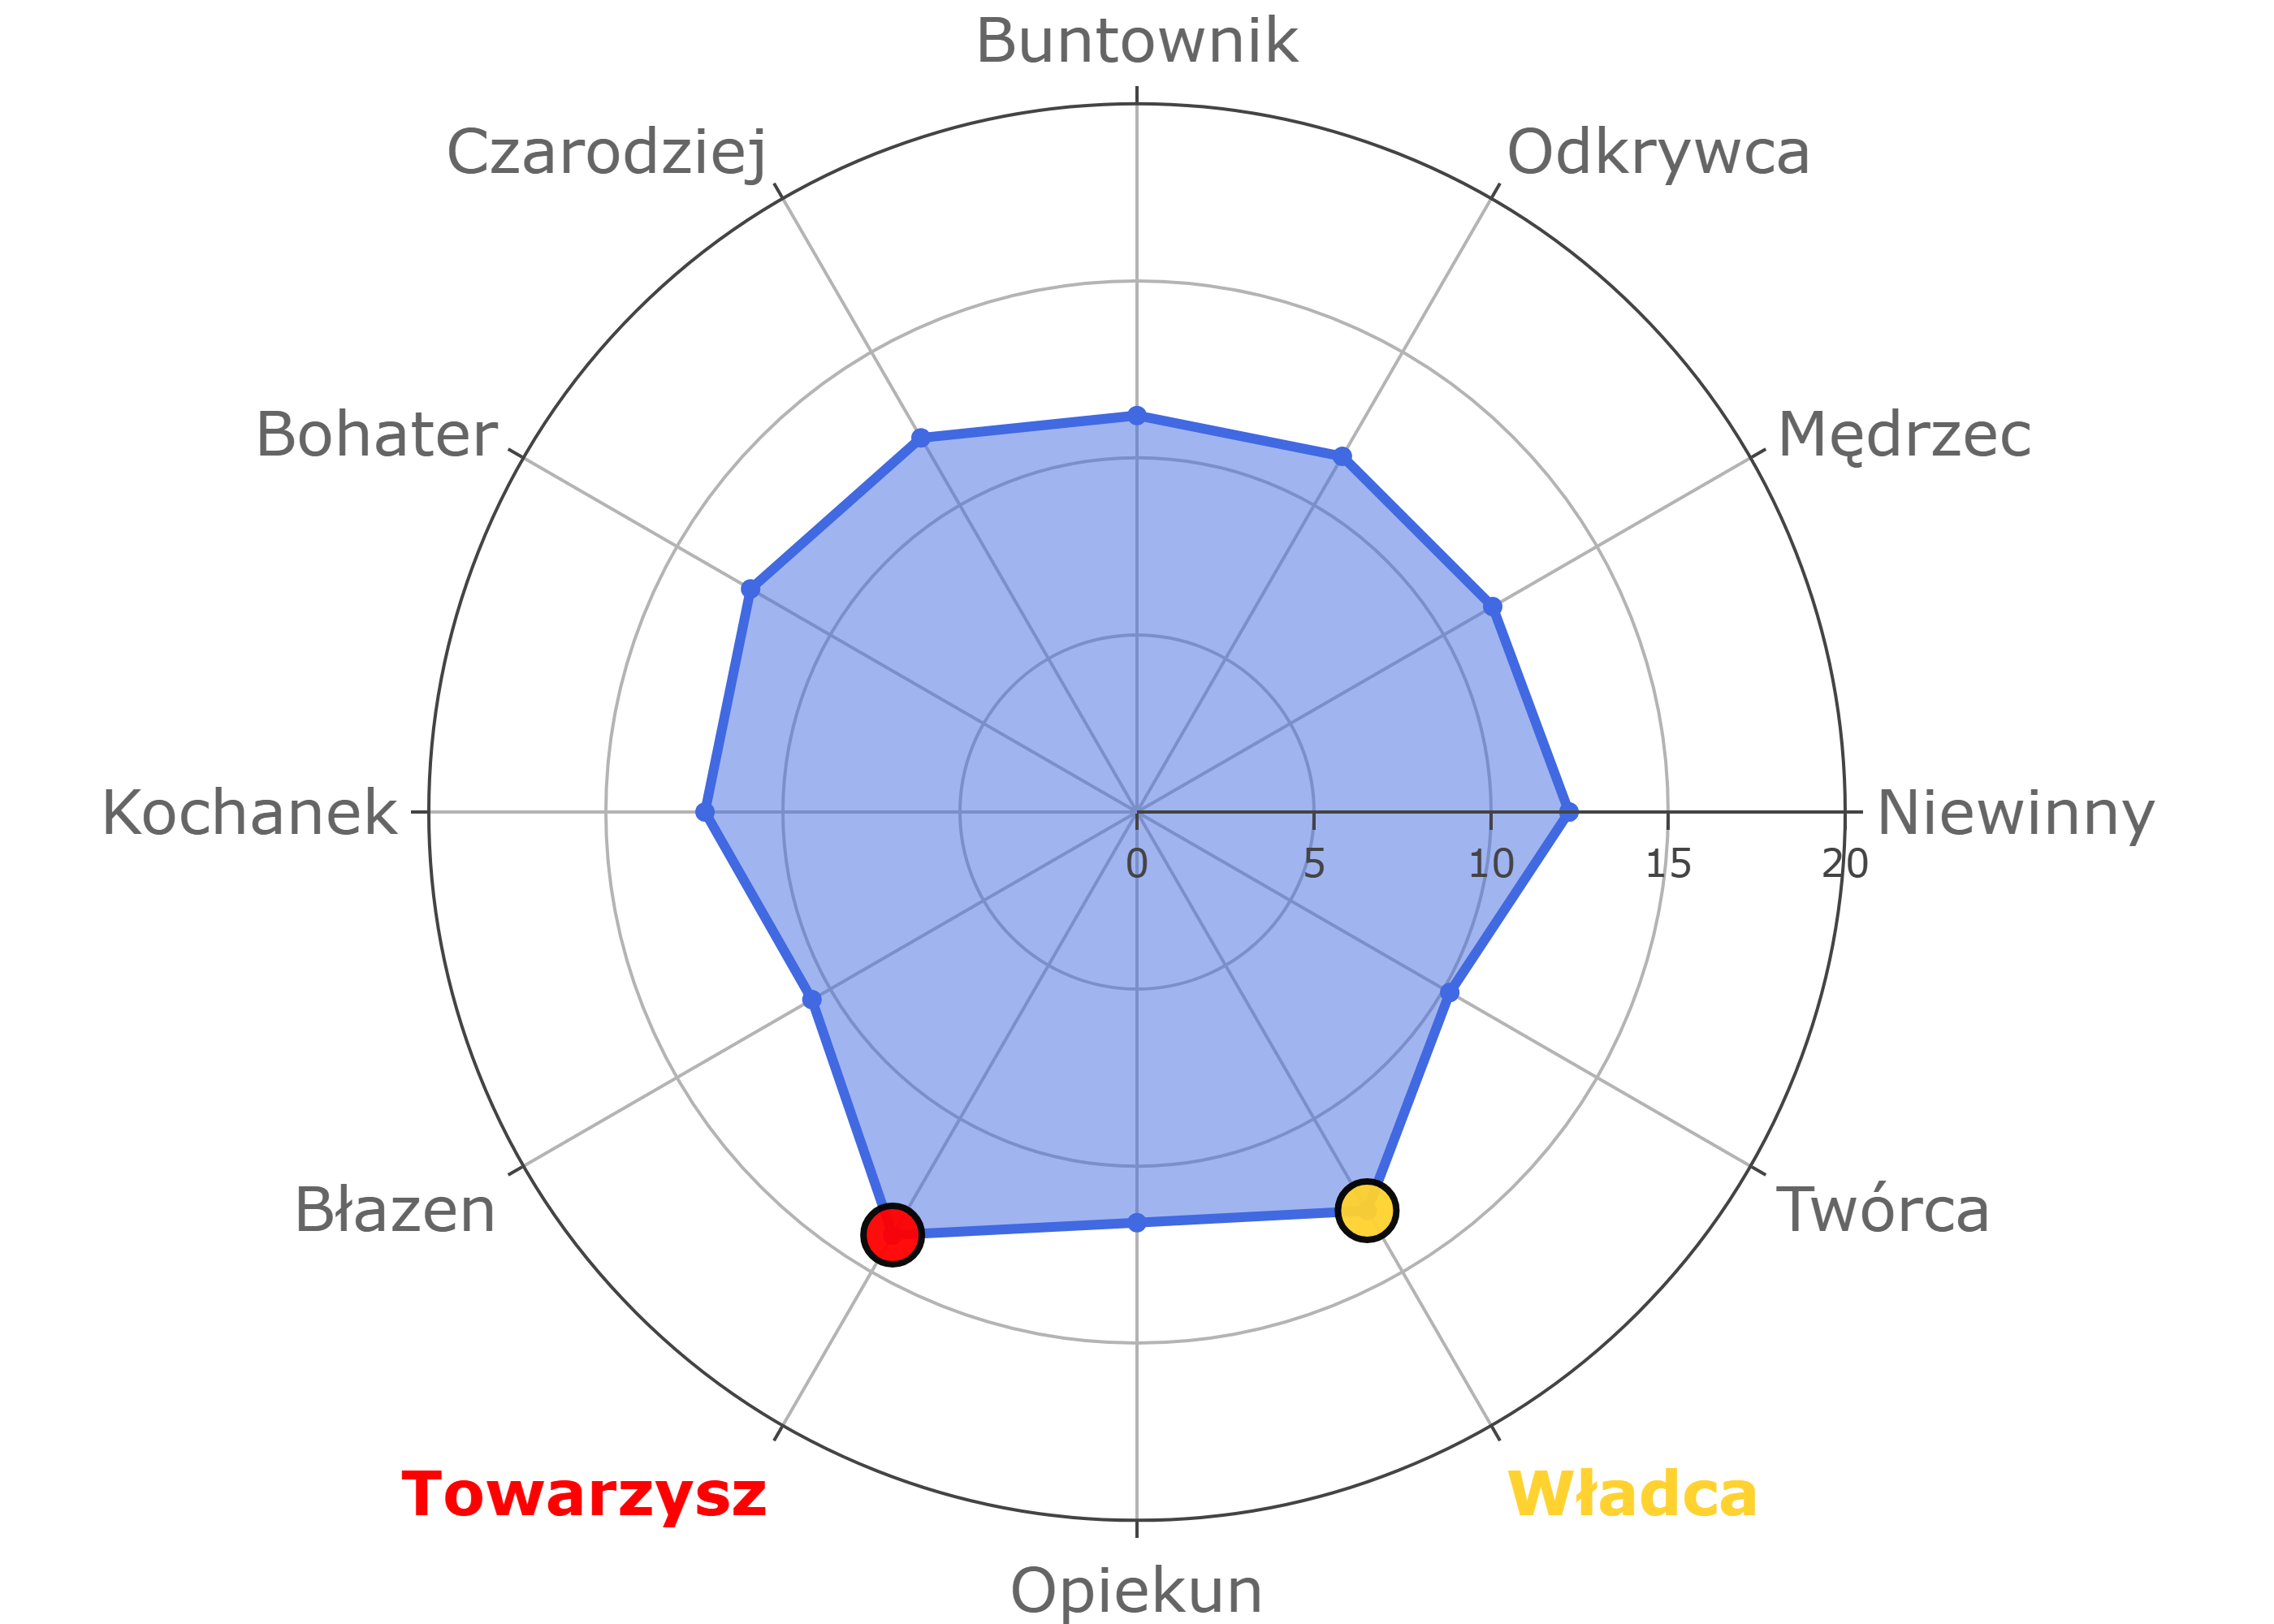 Buntownik
Czarodziej
Odkrywca
Bohater
Mędrzec
Kochanek
Niewinny
0 5 10 15 20
Błazen
Twórca
Towarzysz
Władca
Opiekun